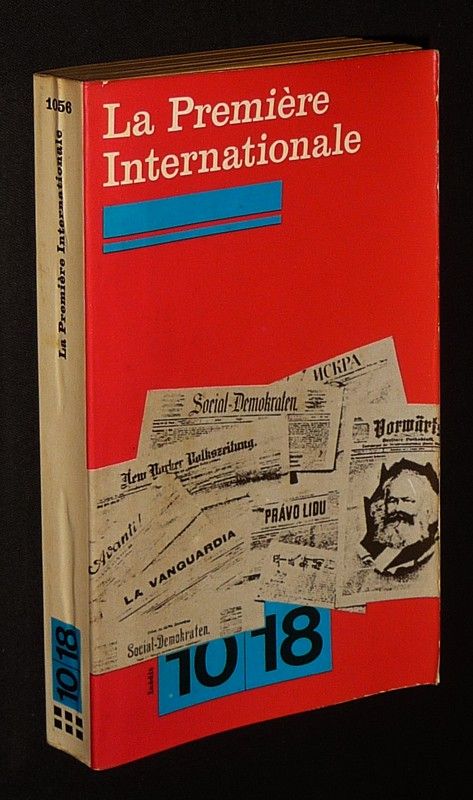 1056
La Première Internationale
10 18
La Première
Internationale
ИСКРА
Social-Demokraten.
Vorwärts
New Yorker Volkszeitung.
PRÁVO LIDU
Avanti!
LA VANGUARDIA
Social-Demokraten.
Inédit
10 18